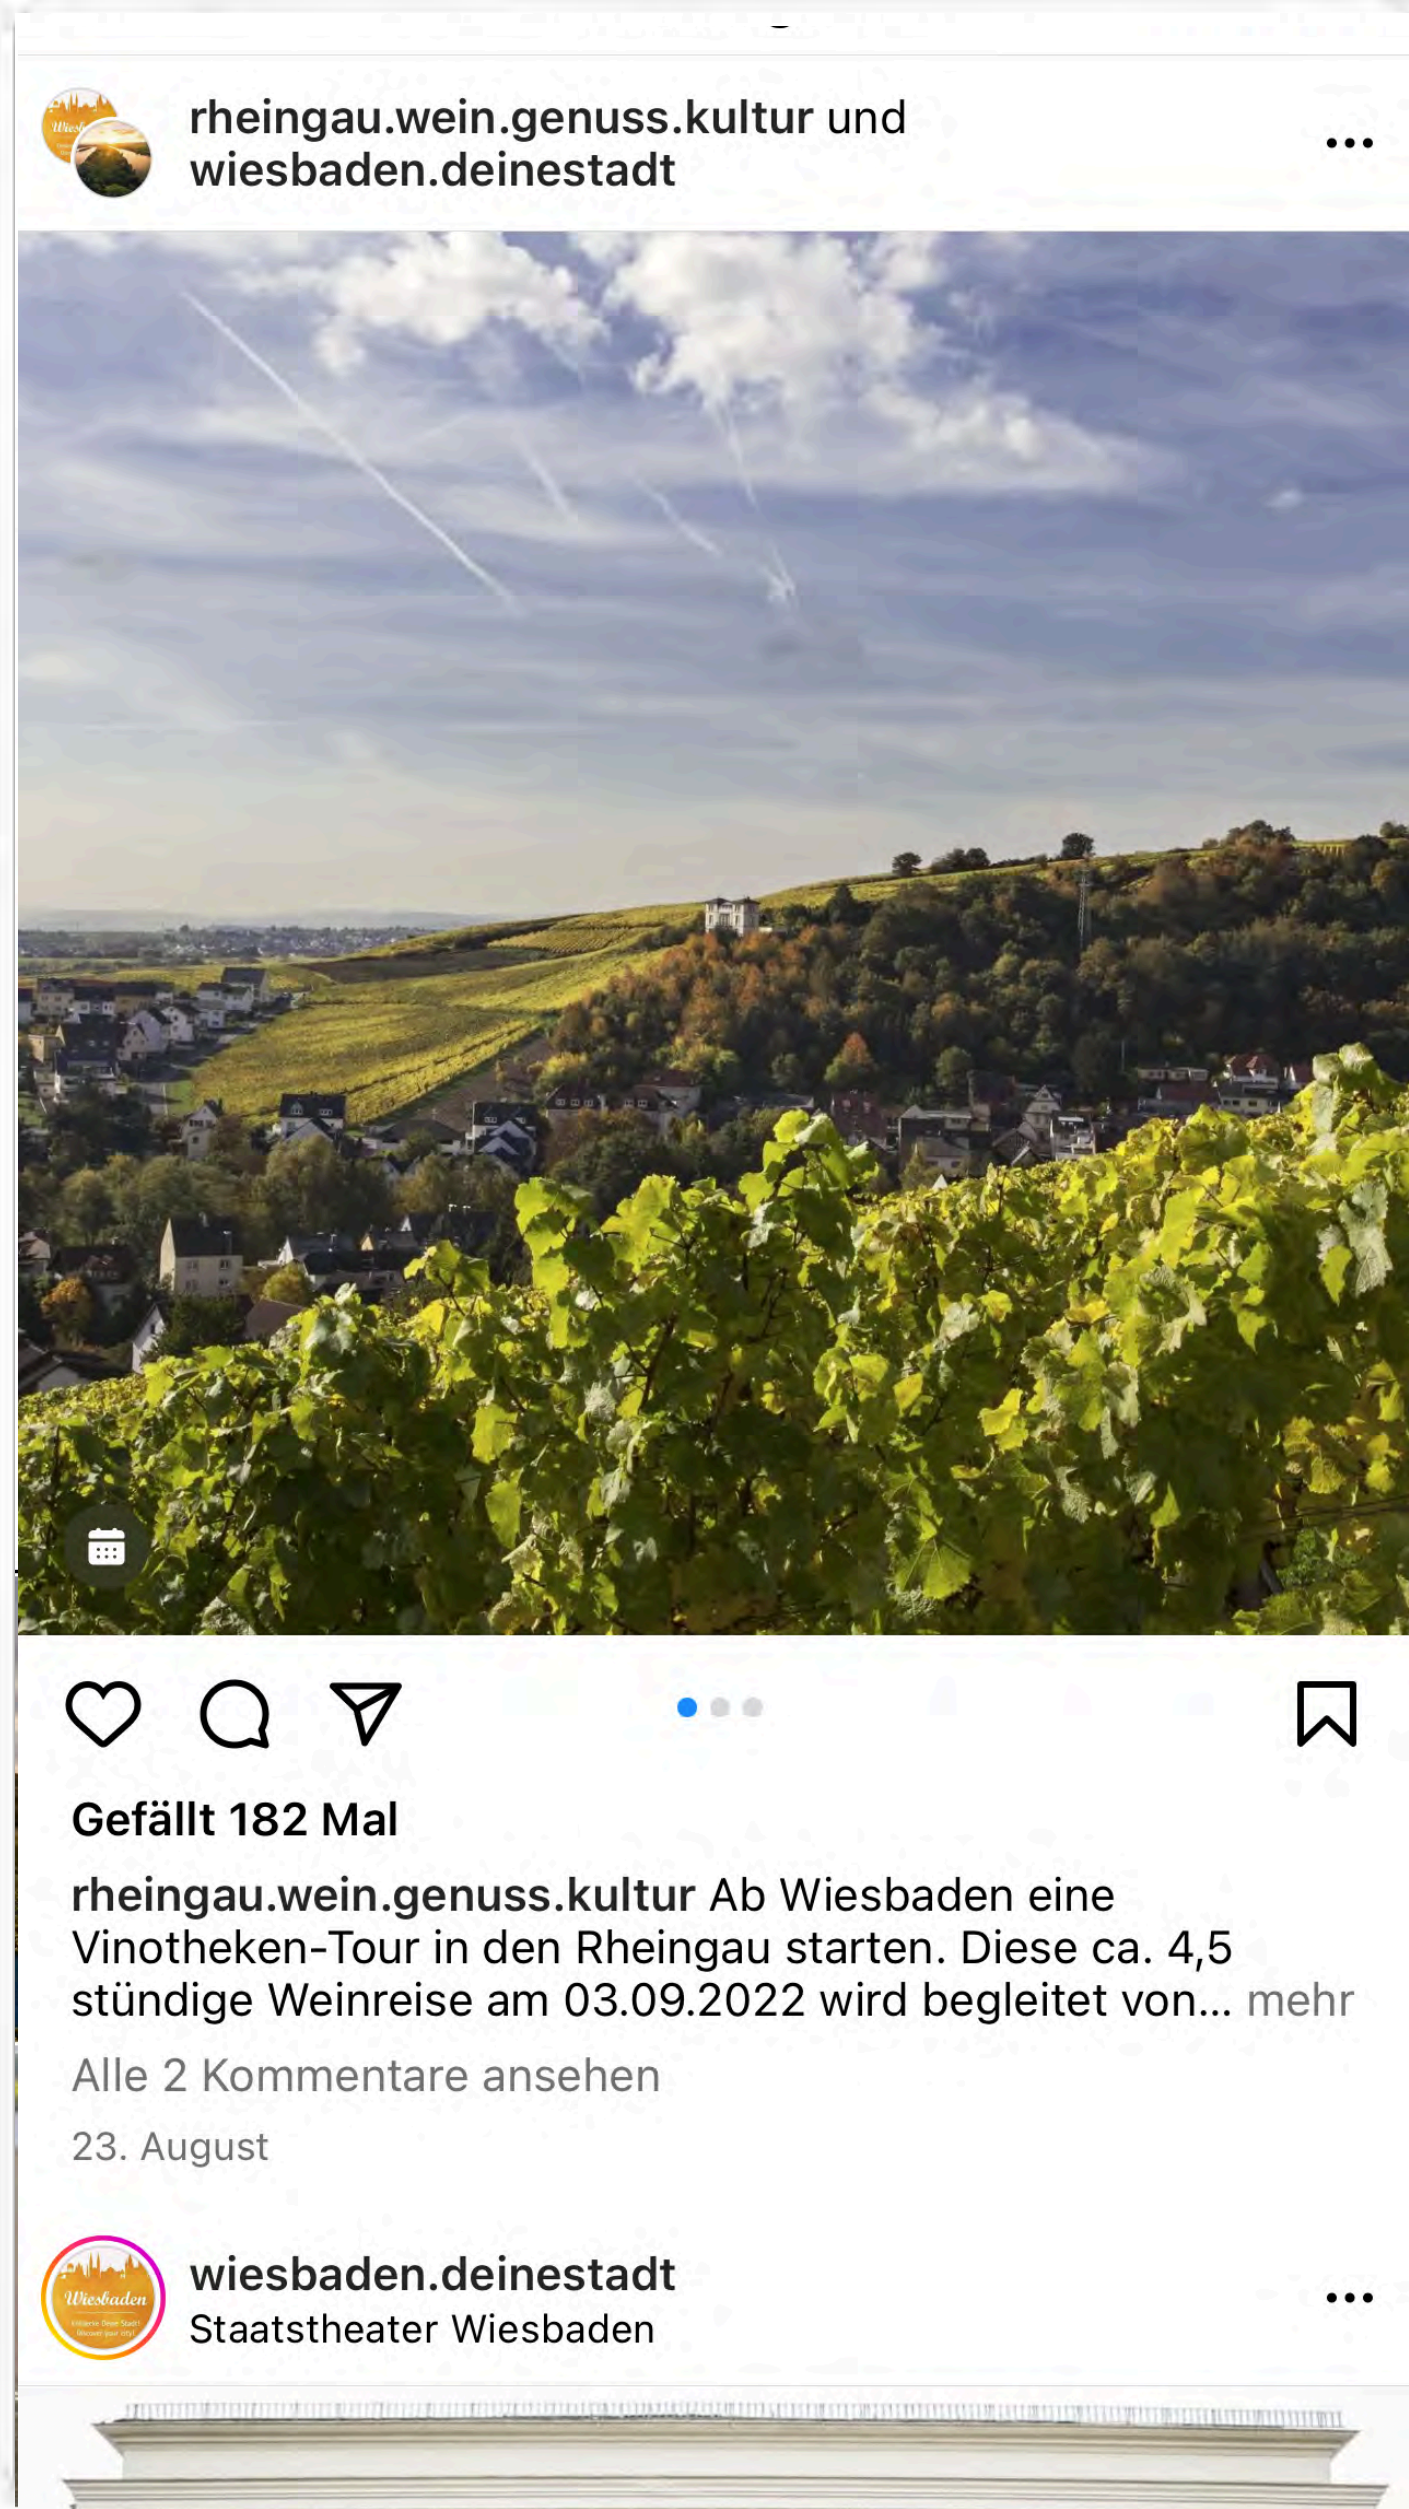 rheingau.wein.genuss.kultur und
wiesbaden.deinestadt
Gefällt 182 Mal
rheingau.wein.genuss.kultur Ab Wiesbaden eine
Vinotheken-Tour in den Rheingau starten. Diese ca. 4,5
stündige Weinreise am 03.09.2022 wird begleitet von... mehr
Alle 2 Kommentare ansehen
23. August
wiesbaden.deinestadt
Wiesbaden
Staatstheater Wiesbaden